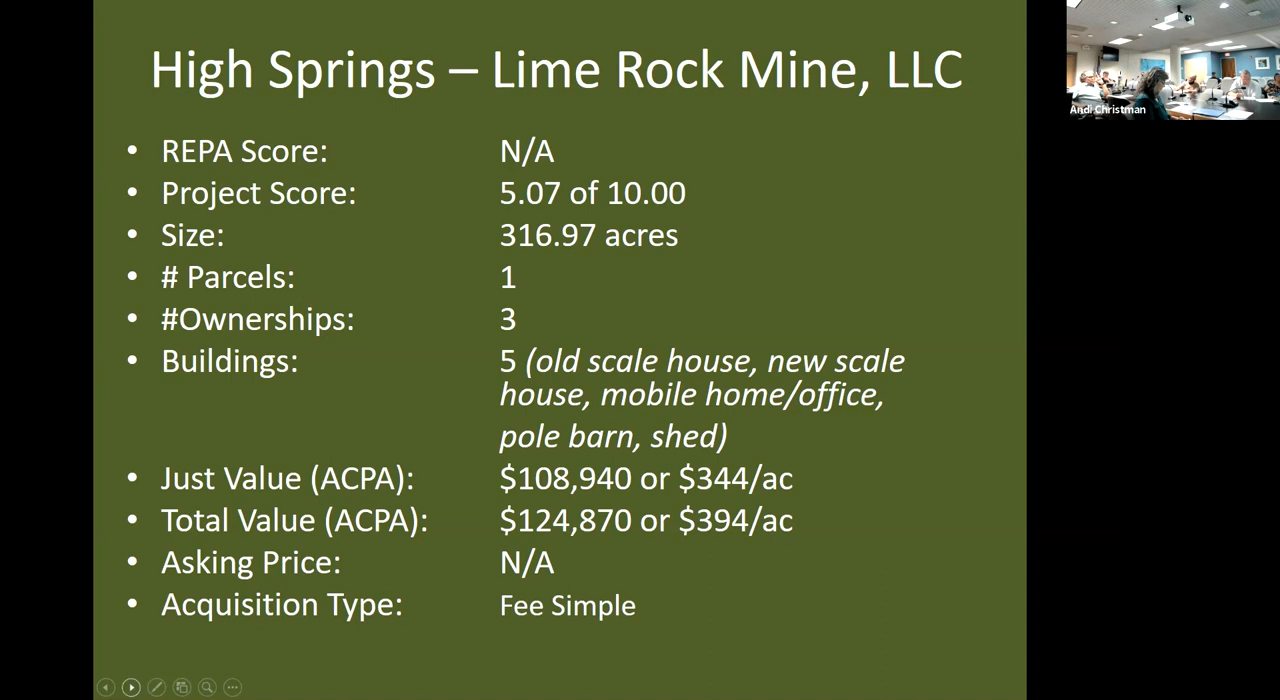 High Springs – Lime Rock Mine, LLC
• REPA Score: N/A
• Project Score: 5.07 of 10.00
• Size: 316.97 acres
• # Parcels: 1
• #Ownerships: 3
• Buildings: 5 (old scale house, new scale
house, mobile home/office,
pole barn, shed)
• Just Value (ACPA): $108,940 or $344/ac
• Total Value (ACPA): $124,870 or $394/ac
• Asking Price: N/A
• Acquisition Type: Fee Simple
Andi Christman